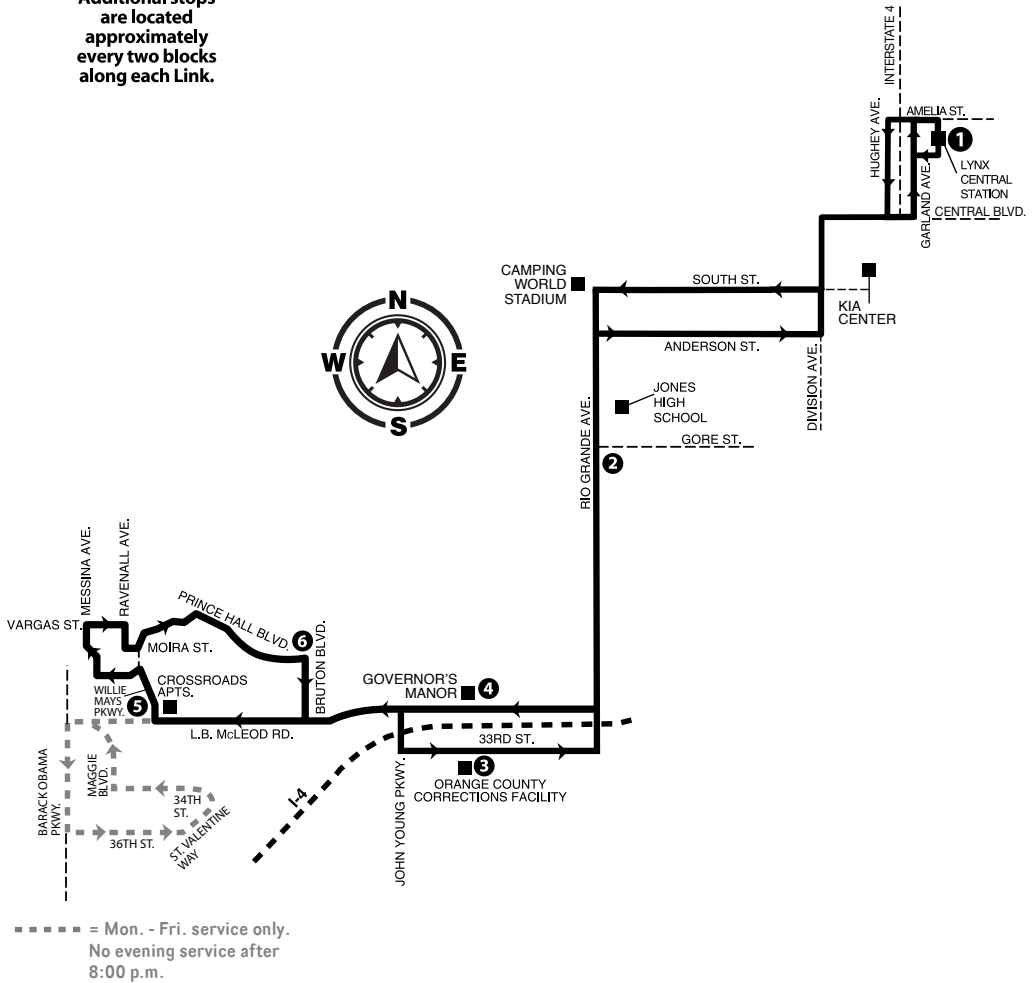 Additional stops
are located
approximately
every two blocks
along each Link.
INTERSTATE 4
AMELIA ST.
HUGHEY AVE.
1
LYNX
CENTRAL
STATION
GARLAND AVE.
CENTRAL BLVD.
CAMPING
WORLD
STADIUM
SOUTH ST.
KIA
CENTER
ANDERSON ST.
DIVISION AVE.
N
W
E
S
JONES
HIGH
SCHOOL
RIO GRANDE AVE.
GORE ST.
2
MESSINA AVE.
RAVENALL AVE.
VARGAS ST.
PRINCE HALL BLVD.
6
MOIRA ST.
BRUTON BLVD.
WILLIE
MAYS
PKWY.
5
CROSSROADS
APTS.
GOVERNOR'S
MANOR
4
L.B. McLEOD RD.
33RD ST.
3
ORANGE COUNTY
CORRECTIONS FACILITY
JOHN YOUNG PKWY.
I-4
BARACK OBAMA
PKWY.
MAGGIE
BLVD.
34TH
ST.
36TH ST.
ST. VALENTINE
WAY
= Mon. - Fri. service only.
No evening service after
8:00 p.m.